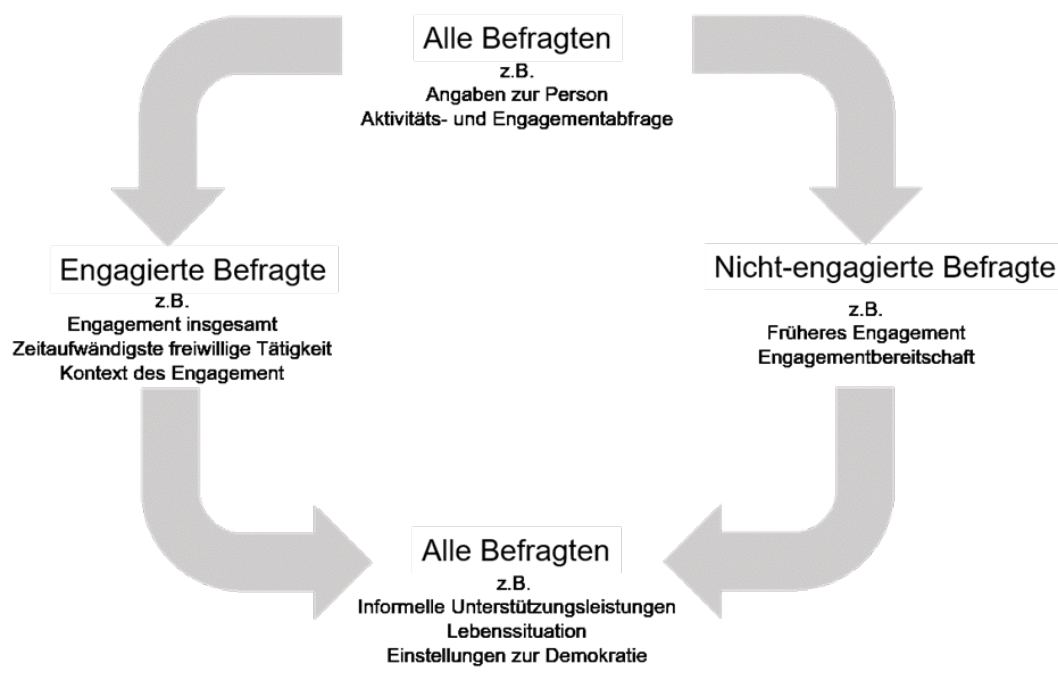 Alle Befragten
z.B.
Angaben zur Person
Aktivitäts- und Engagementabfrage
Engagierte Befragte
z.B.
Engagement insgesamt
Zeitaufwändigste freiwillige Tätigkeit
Kontext des Engagement
Nicht-engagierte Befragte
z.B.
Früheres Engagement
Engagementbereitschaft
Alle Befragten
z.B.
Informelle Unterstützungsleistungen
Lebenssituation
Einstellungen zur Demokratie